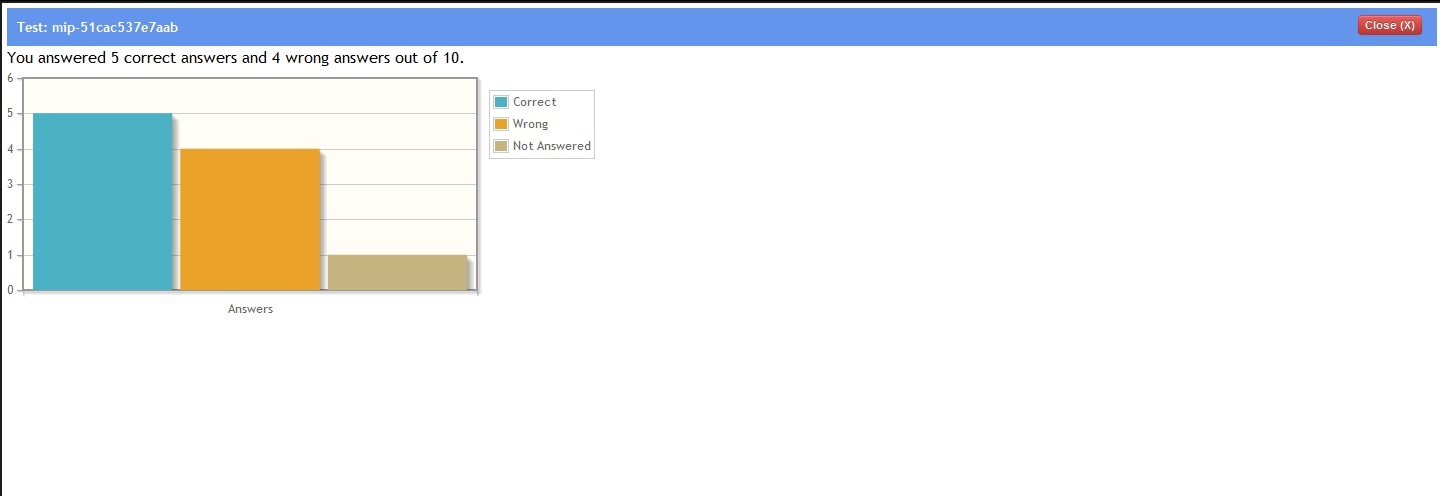 Test: mip-51cac537e7aab
Close (X)
You answered 5 correct answers and 4 wrong answers out of 10.
6
5
4
3
2
1
0
Answers
Correct
Wrong
Not Answered